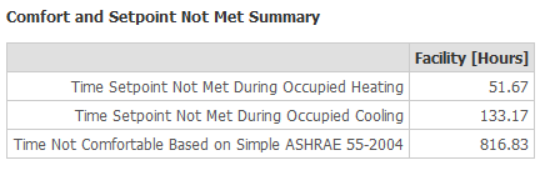 Comfort and Setpoint Not Met Summary
Facility [Hours]
Time Setpoint Not Met During Occupied Heating 51.67
Time Setpoint Not Met During Occupied Cooling 133.17
Time Not Comfortable Based on Simple ASHRAE 55-2004 816.83